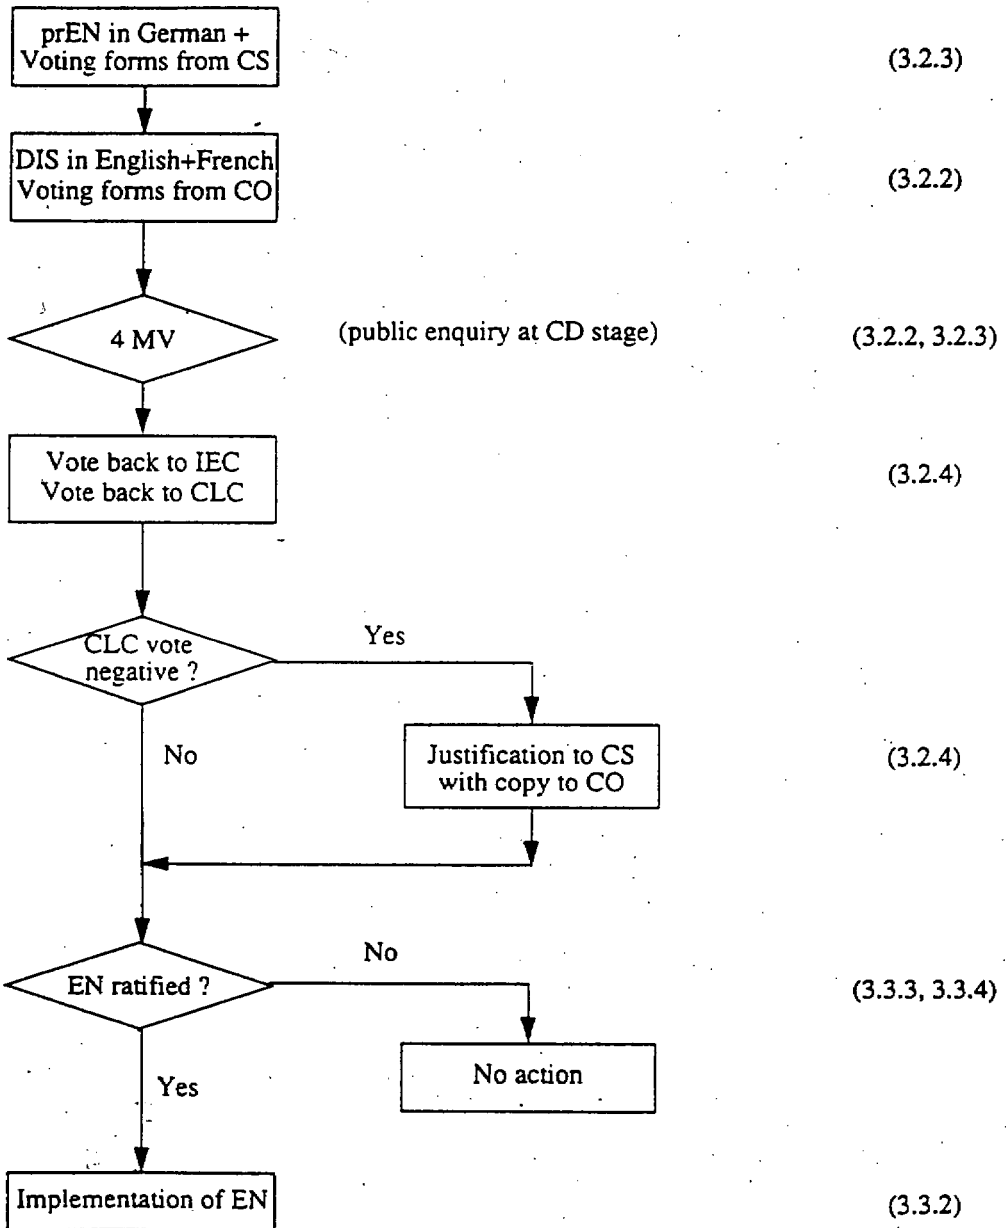 prEN in German +
Voting forms from CS
(3.2.3)
DIS in English+French
Voting forms from CO
(3.2.2)
4 MV
(public enquiry at CD stage)
(3.2.2, 3.2.3)
Vote back to IEC
Vote back to CLC
(3.2.4)
CLC vote
negative ?
Yes
No
Justification to CS
with copy to CO
(3.2.4)
EN ratified ?
No
(3.3.3, 3.3.4)
No action
Yes
Implementation of EN
(3.3.2)